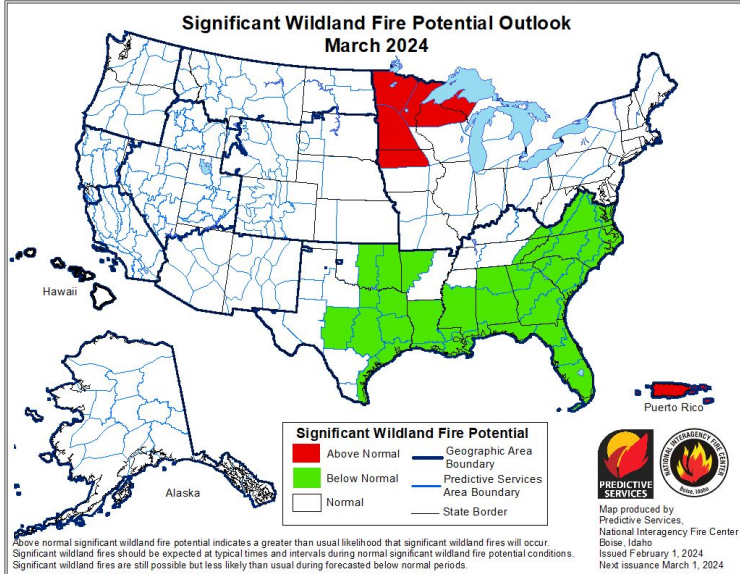 Significant Wildland Fire Potential Outlook
March 2024
Hawaii
Alaska
Puerto Rico
Significant Wildland Fire Potential
Above Normal
Below Normal
Normal
Geographic Area
Boundary
Predictive Services
Area Boundary
State Border
PREDICTIVE
SERVICES
NATIONAL INTERAGENCY FIRE CENTER
Boise, Idaho
Map produced by
Predictive Services,
National Interagency Fire Center
Boise, Idaho
Issued February 1, 2024
Next issuance March 1, 2024
Above normal significant wildland fire potential indicates a greater than usual likelihood that significant wildland fires will occur.
Significant wildland fires should be expected at typical times and intervals during normal significant wildland fire potential conditions.
Significant wildland fires are still possible but less likely than usual during forecasted below normal periods.